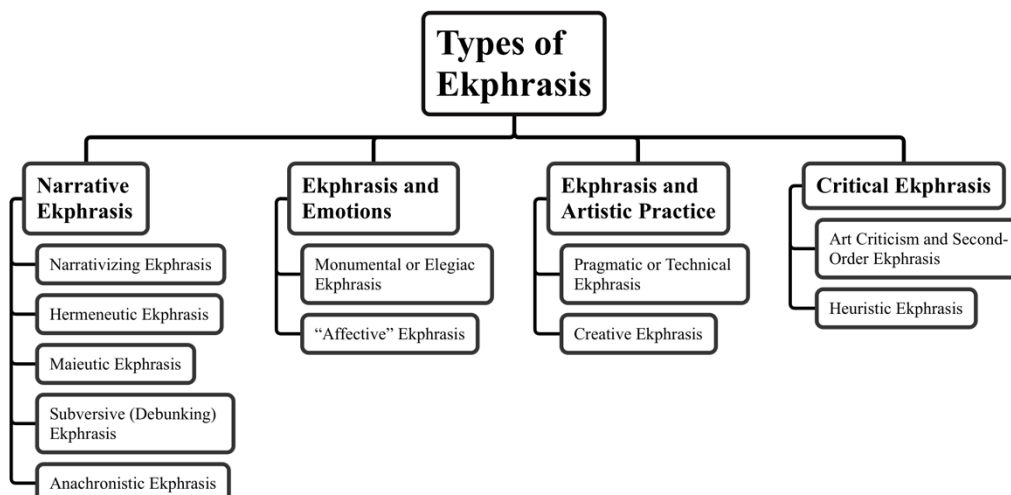 Types of
Ekphrasis
Narrative
Ekphrasis
Narrativizing Ekphrasis
Hermeneutic Ekphrasis
Maieutic Ekphrasis
Subversive (Debunking)
Ekphrasis
Anachronistic Ekphrasis
Ekphrasis and
Emotions
Monumental or Elegiac
Ekphrasis
“Affective” Ekphrasis
Ekphrasis and
Artistic Practice
Pragmatic or Technical
Ekphrasis
Creative Ekphrasis
Critical Ekphrasis
Art Criticism and Second-
Order Ekphrasis
Heuristic Ekphrasis